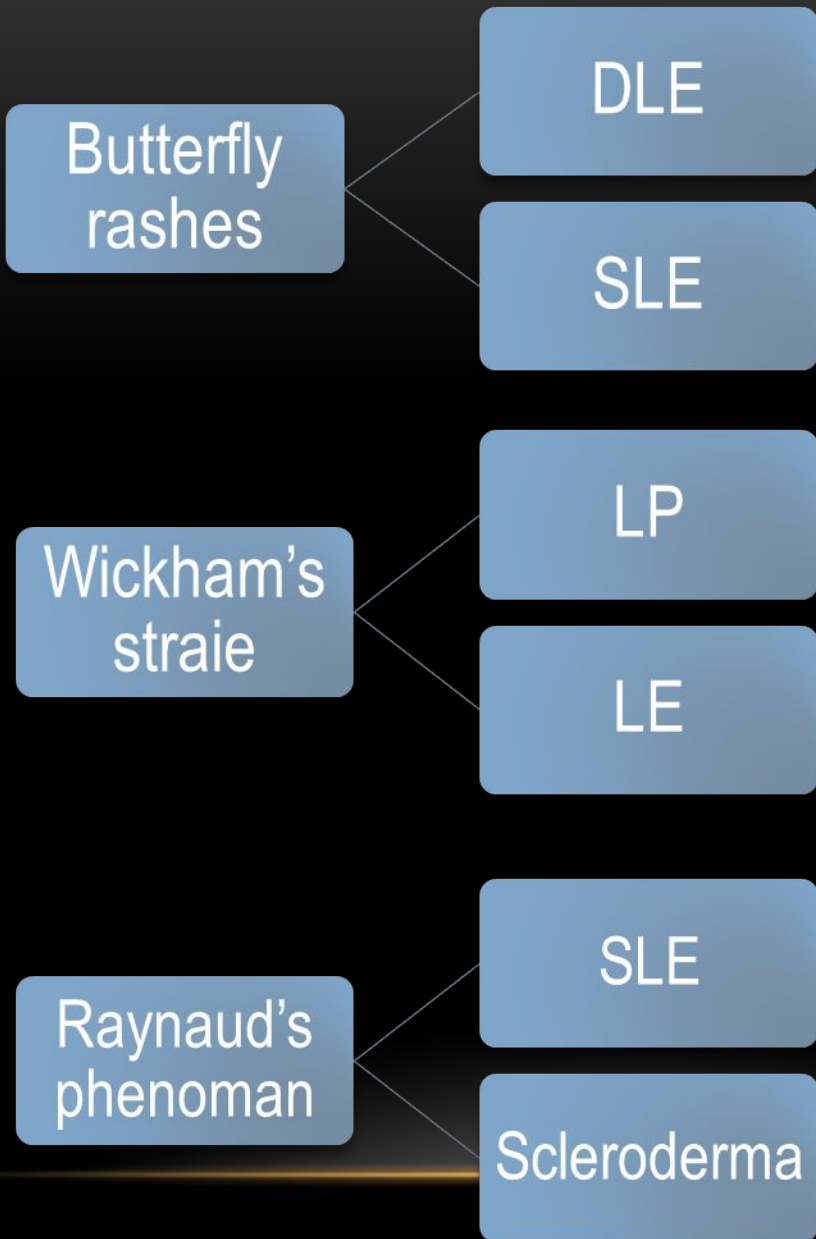 Butterfly
rashes
DLE
SLE
Wickham's
straie
LP
LE
Raynaud's
phenoman
SLE
Scleroderma